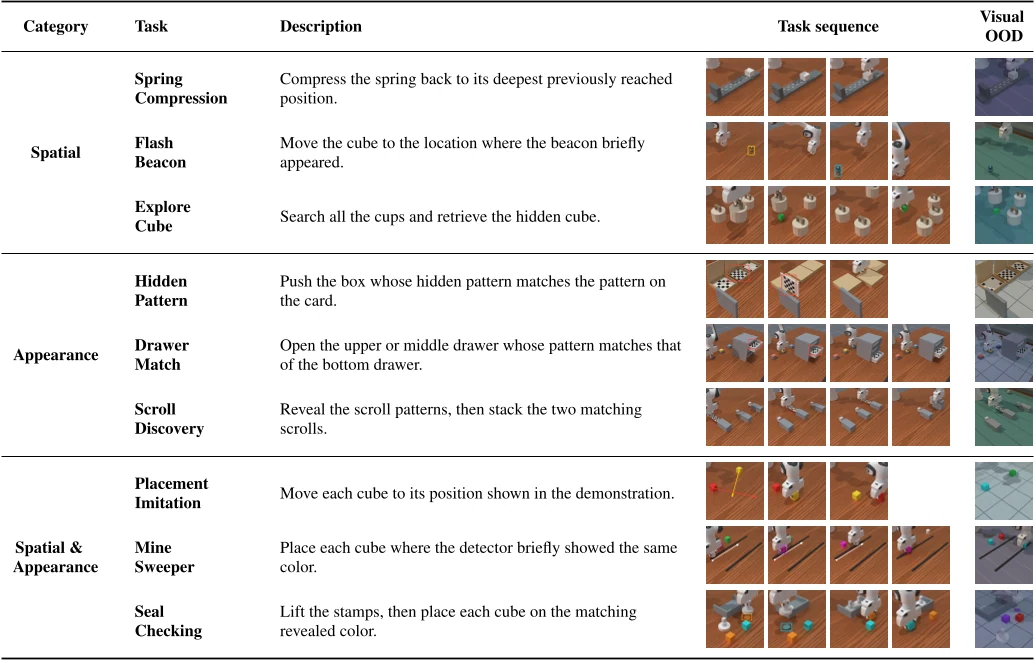 Category Task Description Task sequence Visual OOD
Spatial
Spring Compression
Compress the spring back to its deepest previously reached
position.
Flash Beacon
Move the cube to the location where the beacon briefly
appeared.
Explore Cube
Search all the cups and retrieve the hidden cube.
Appearance
Hidden Pattern
Push the box whose hidden pattern matches the pattern on
the card.
Drawer Match
Open the upper or middle drawer whose pattern matches that
of the bottom drawer.
Scroll Discovery
Reveal the scroll patterns, then stack the two matching
scrolls.
Spatial & Appearance
Placement Imitation
Move each cube to its position shown in the demonstration.
Mine Sweeper
Place each cube where the detector briefly showed the same
color.
Seal Checking
Lift the stamps, then place each cube on the matching
revealed color.